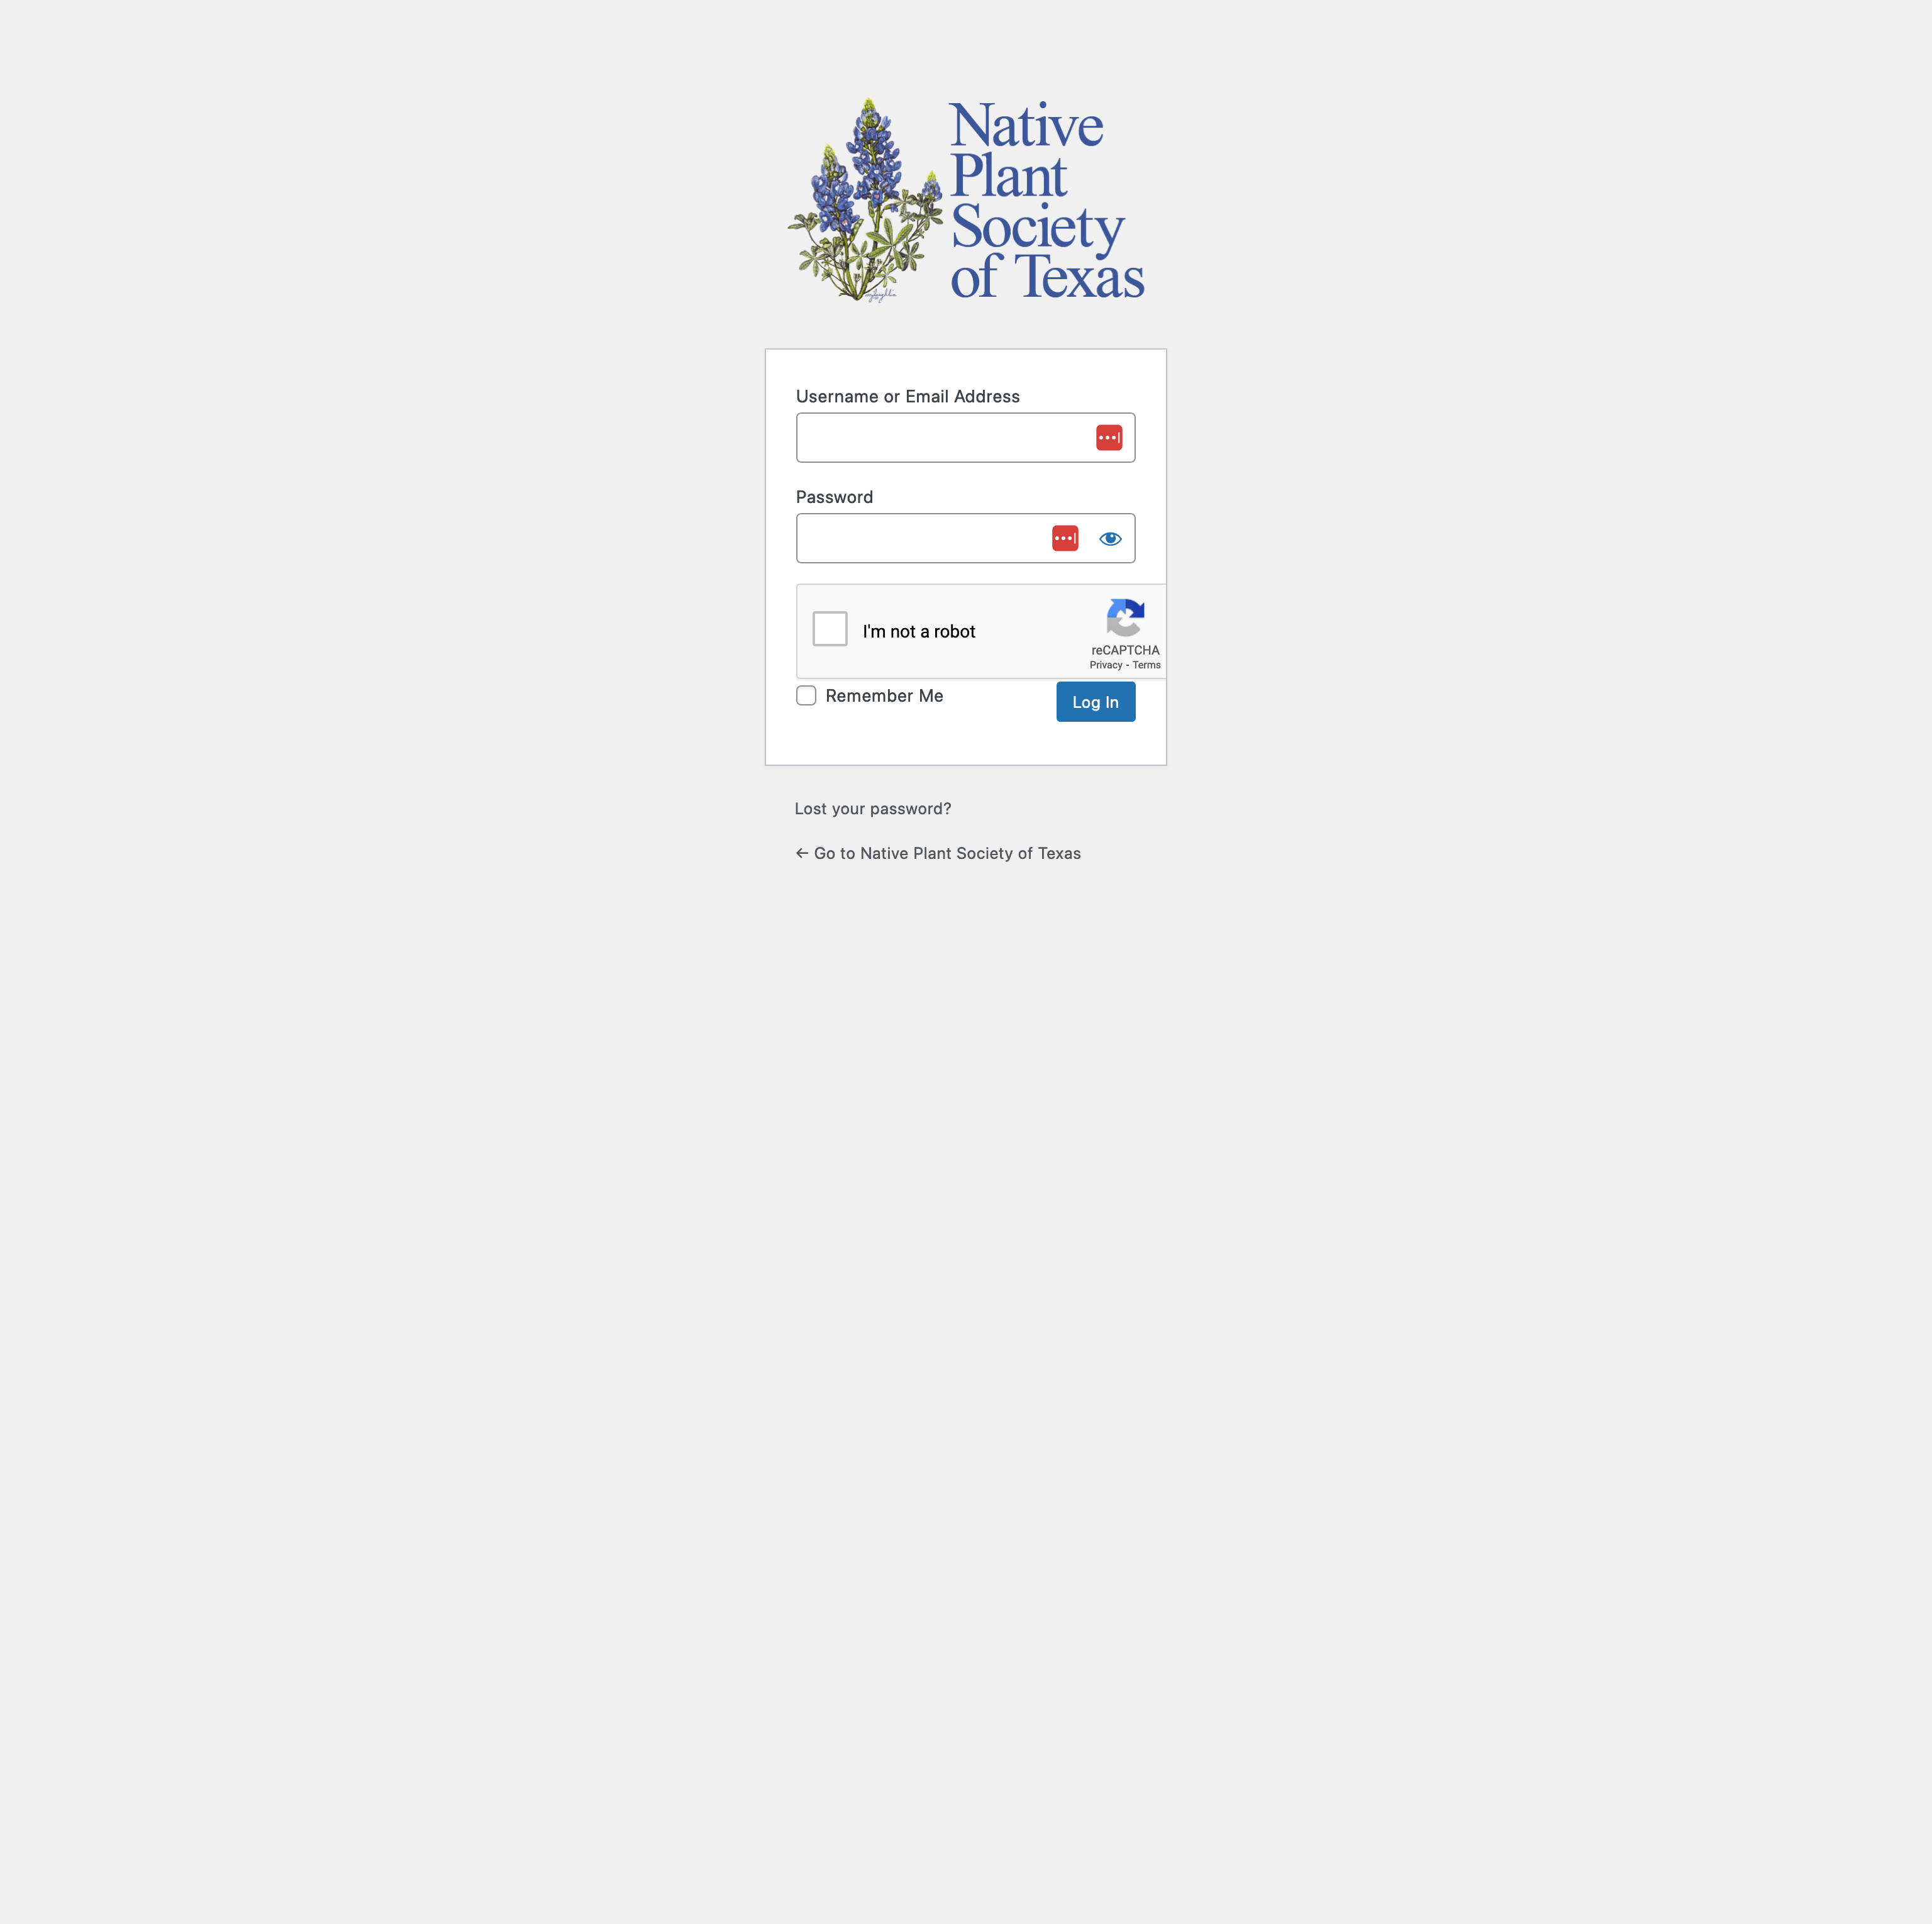 Native
Plant
Society
of Texas
Username or Email Address
Password
I'm not a robot
reCAPTCHA
Privacy - Terms
Remember Me
Log In
Lost your password?
← Go to Native Plant Society of Texas